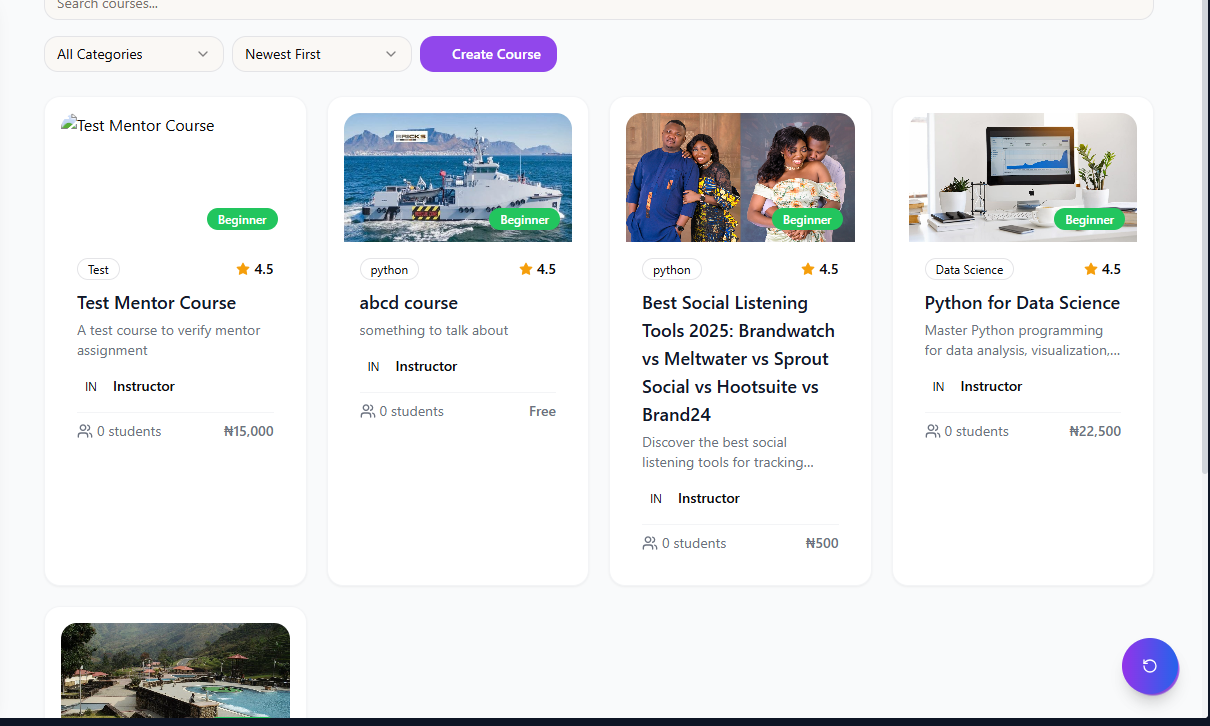 Search courses...
All Categories
Newest First
Create Course
Test Mentor Course
Beginner
Test
4.5
Test Mentor Course
A test course to verify mentor
assignment
IN
Instructor
0 students
₦15,000
Beginner
python
4.5
abcd course
something to talk about
IN
Instructor
0 students
Free
Beginner
python
4.5
Best Social Listening
Tools 2025: Brandwatch
vs Meltwater vs Sprout
Social vs Hootsuite vs
Brand24
Discover the best social
listening tools for tracking...
IN
Instructor
0 students
₦500
Beginner
Data Science
4.5
Python for Data Science
Master Python programming
for data analysis, visualization,...
IN
Instructor
0 students
₦22,500